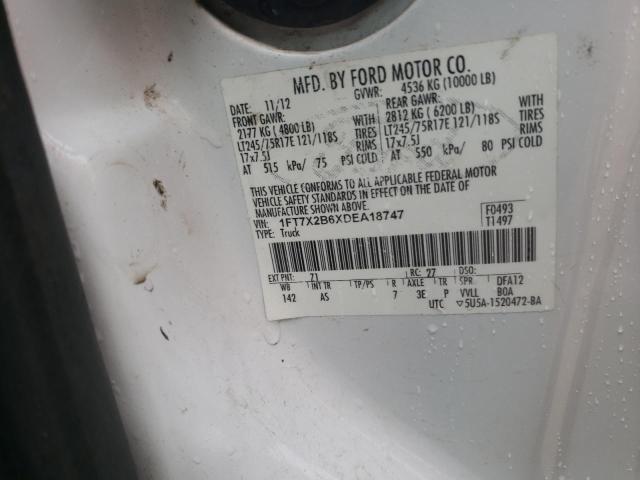 MFD. BY FORD MOTOR CO.
DATE: 11/12 GVWR: 4536 KG (10000 LB)
FRONT GAWR: REAR GAWR:
2177 KG (4800 LB) WITH 2812 KG (6200 LB) WITH
LT245/75R17E 121/118S TIRES LT245/75R17E 121/118S TIRES
17x7.5J RIMS 17x7.5J RIMS
AT 515 kPa/ 75 PSI COLD AT 550 kPa/ 80 PSI COLD
THIS VEHICLE CONFORMS TO ALL APPLICABLE FEDERAL MOTOR
VEHICLE SAFETY STANDARDS IN EFFECT ON THE DATE OF
MANUFACTURE SHOWN ABOVE.
VIN: 1FT7X2B6XDEA18747 F0493
TYPE: Truck T1497
EXT PNT: 71 RC: 27 DSO:
WB INT TR TP/PS R AXLE TR DFA12
142 AS 7 3E P VVLL BOA
UTC 5U5A-1520472-BA